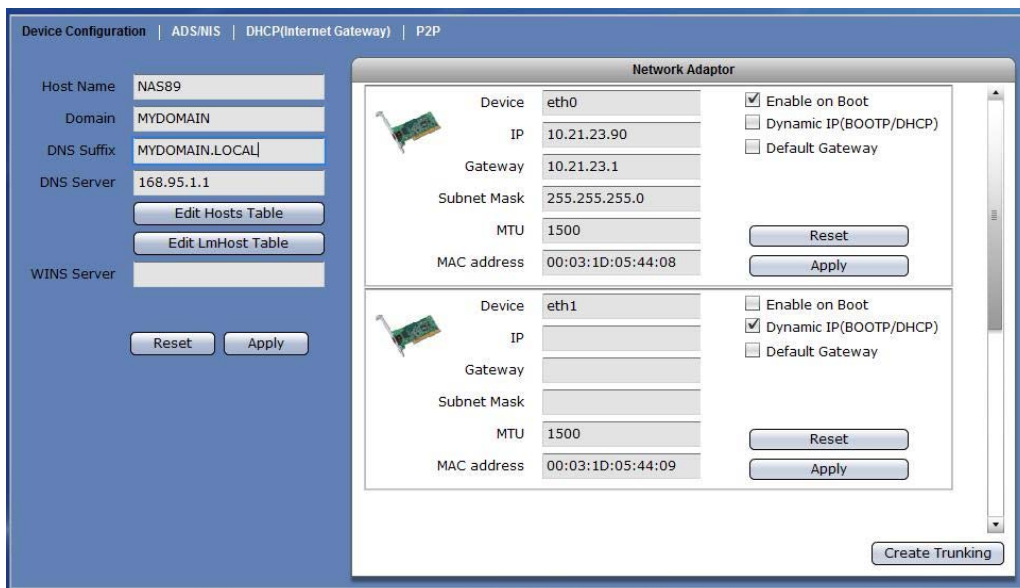 Device Configuration | ADS/NIS | DHCP(Internet Gateway) | P2P
Host Name NAS89
Domain MYDOMAIN
DNS Suffix MYDOMAIN.LOCAL
DNS Server 168.95.1.1
Edit Hosts Table
Edit LmHost Table
WINS Server
Reset Apply
Network Adaptor
Device eth0 Enable on Boot
IP 10.21.23.90 Dynamic IP(BOOTP/DHCP)
Default Gateway
Gateway 10.21.23.1
Subnet Mask 255.255.255.0
MTU 1500 Reset
MAC address 00:03:1D:05:44:08 Apply
Device eth1 Enable on Boot
IP Dynamic IP(BOOTP/DHCP)
Default Gateway
Gateway
Subnet Mask
MTU 1500 Reset
MAC address 00:03:1D:05:44:09 Apply
Create Trunking